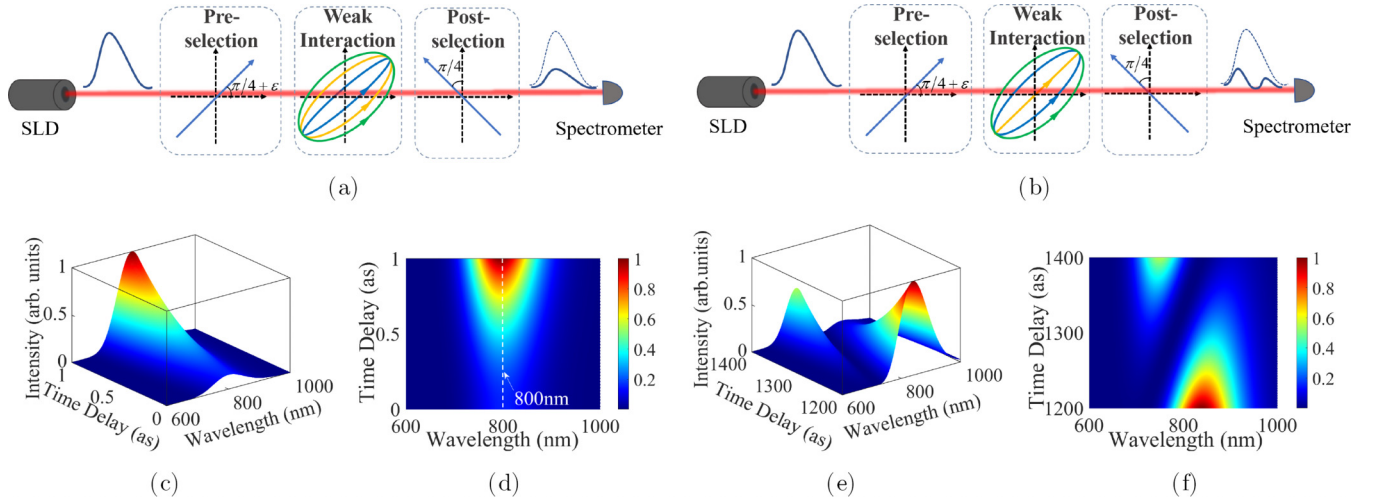 Pre-
selection
Weak
Interaction
Post-
selection
π/4 + ε
π/4
SLD
Spectrometer
(a)
Pre-
selection
Weak
Interaction
Post-
selection
π/4 + ε
π/4
SLD
Spectrometer
(b)
Intensity (arb. units)
1
0.5
0
1
0.5
0
Time Delay (as)
600
800
1000
Wavelength (nm)
(c)
Time Delay (as)
1
0.5
0
800nm
600
800
1000
Wavelength (nm)
1
0.8
0.6
0.4
0.2
(d)
Intensity (arb.units)
1
0.5
0
1400
1300
1200
Time Delay (as)
600
800
1000
Wavelength (nm)
(e)
Time Delay (as)
1400
1300
1200
600
800
1000
Wavelength (nm)
1
0.8
0.6
0.4
0.2
(f)